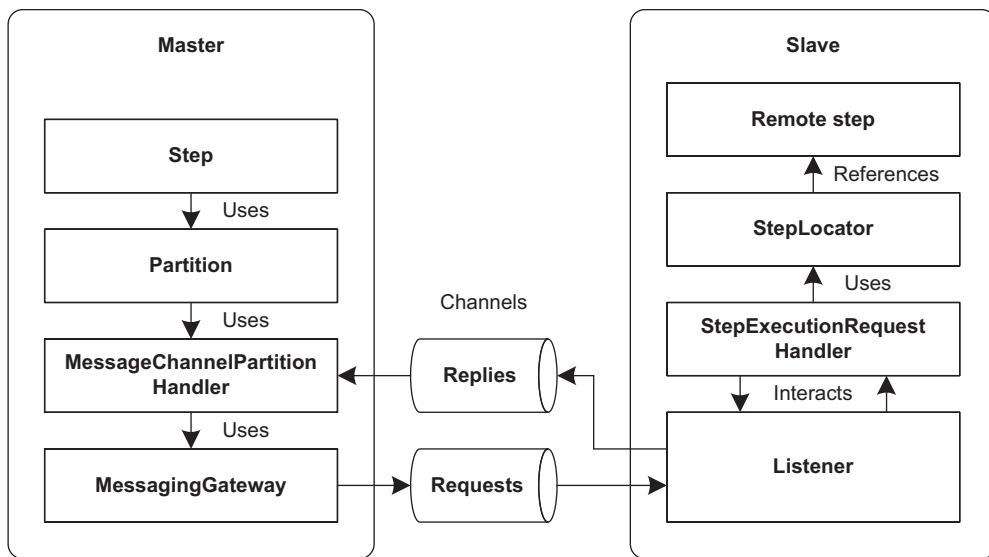 Master
Step
Uses
Partition
Uses
MessageChannelPartition
Handler
Uses
MessagingGateway
Channels
Replies
Requests
Slave
Remote step
References
StepLocator
Uses
StepExecutionRequest
Handler
Interacts
Listener